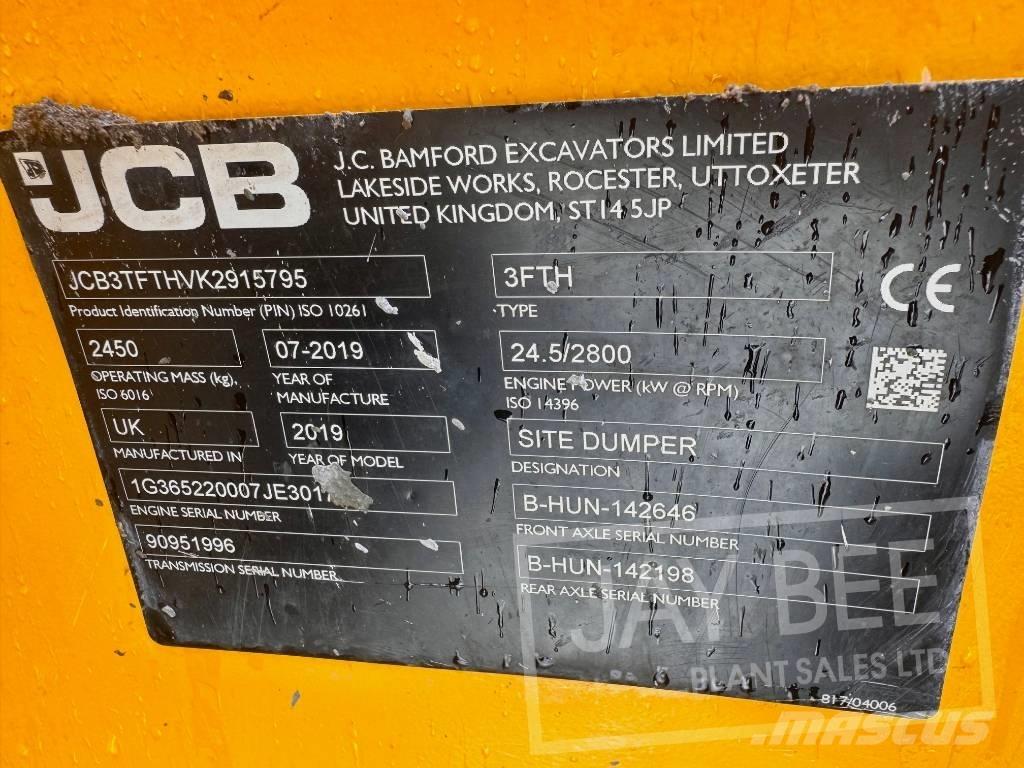 JCB
J.C. BAMFORD EXCAVATORS LIMITED
LAKESIDE WORKS, ROCESTER, UTTOXETER
UNITED KINGDOM, ST14 5JP
JCB3TFTHVK2915795
Product Identification Number (PIN) ISO 10261
3FTH
TYPE
CE
2450
OPERATING MASS (kg),
ISO 6016
07-2019
YEAR OF
MANUFACTURE
24.5/2800
ENGINE POWER (kW @ RPM)
ISO 14396
UK
MANUFACTURED IN
2019
YEAR OF MODEL
SITE DUMPER
DESIGNATION
ENGINE SERIAL NUMBER
B-HUN-142646
FRONT AXLE SERIAL NUMBER
90951996
TRANSMISSION SERIAL NUMBER
B-HUN-142198
REAR AXLE SERIAL NUMBER
JAY BEE
PLANT SALES LTD
817/04006
mascus